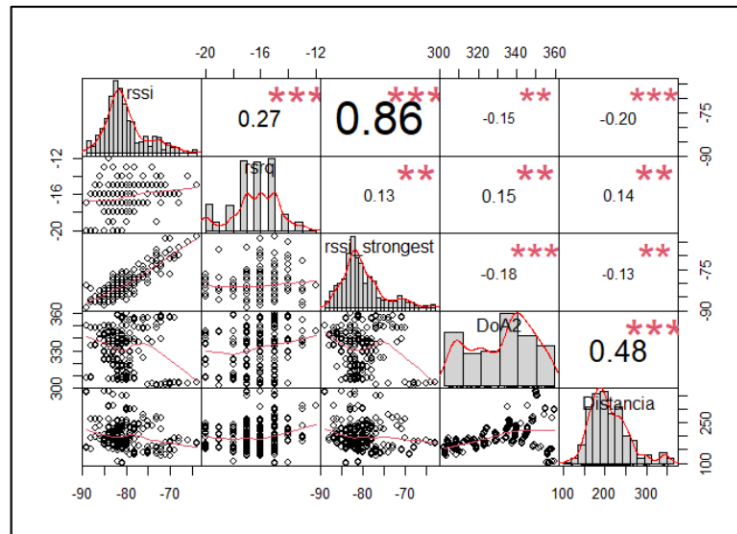 -20 -16 -12 300 320 340 360
rssi 0.27 *** 0.86 *** -0.15 ** -0.20 ***
-75
-90
-12
-16
-20
rsrq 0.13 ** 0.15 ** 0.14 **
rssi_strongest -0.18 *** -0.13 **
-75
-90
360
330
300
DoA2 0.48 ***
Distancia
250
100
-90 -80 -70 -90 -80 -70 100 200 300